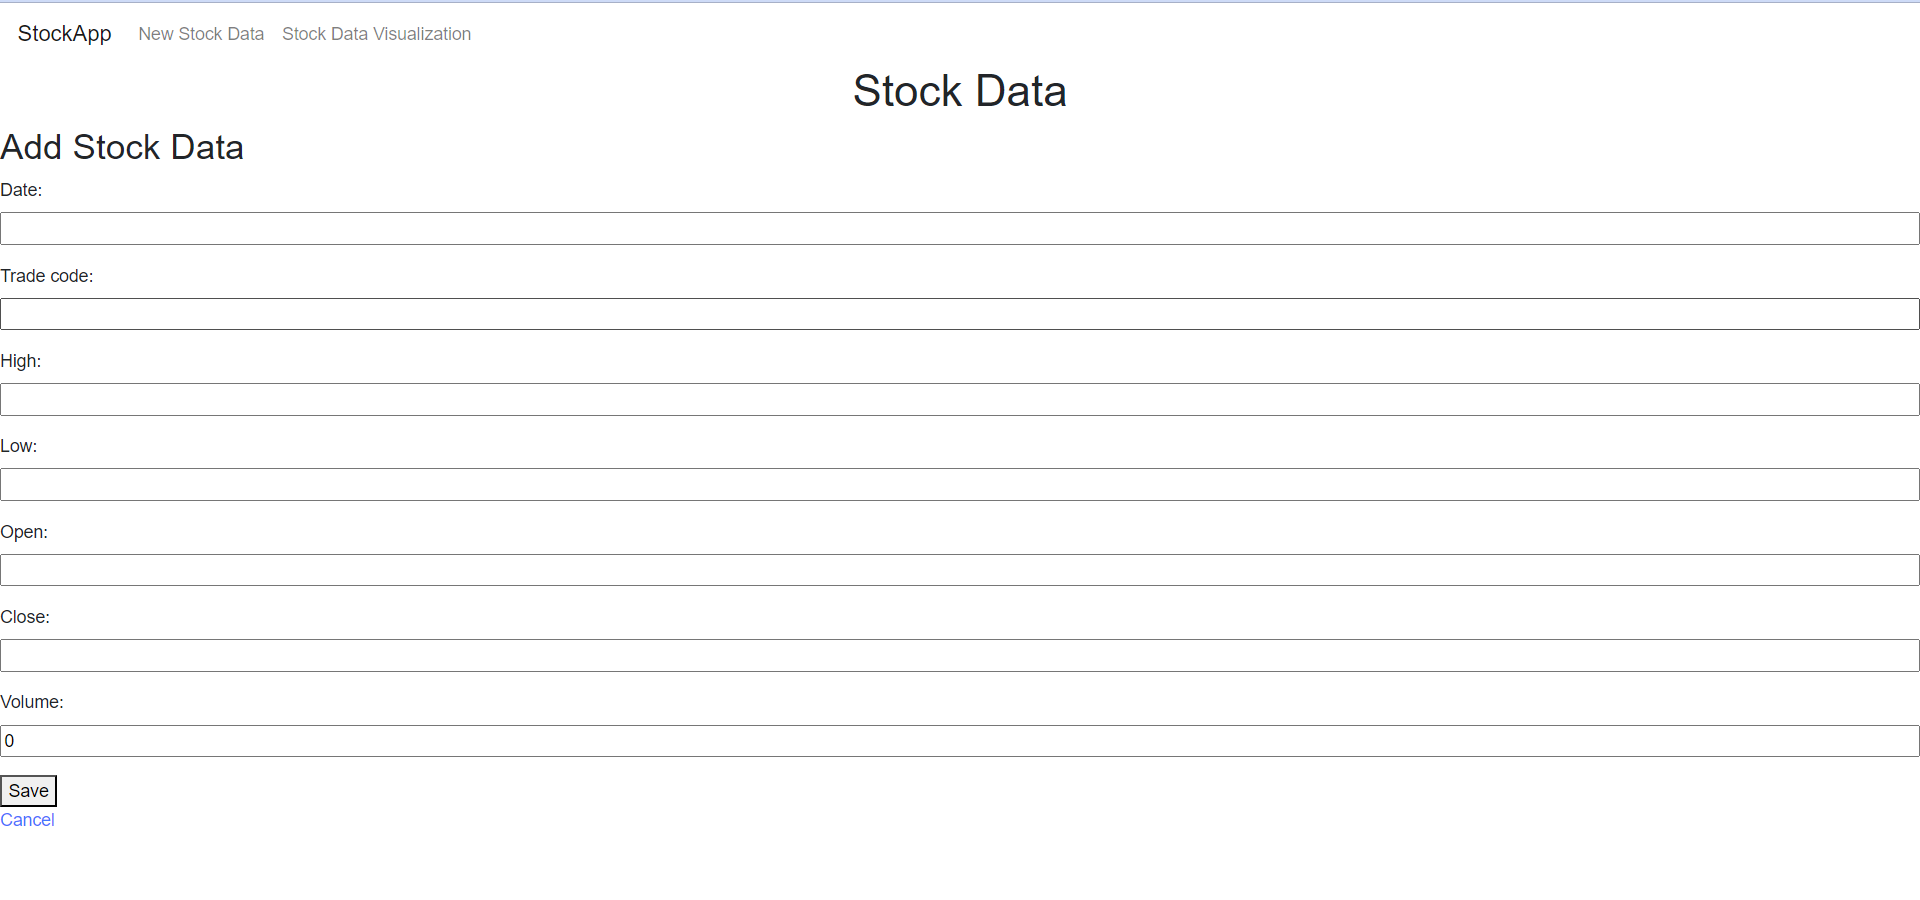 StockApp New Stock Data Stock Data Visualization
Stock Data
Add Stock Data
Date:
Trade code:
High:
Low:
Open:
Close:
Volume:
0
Save
Cancel